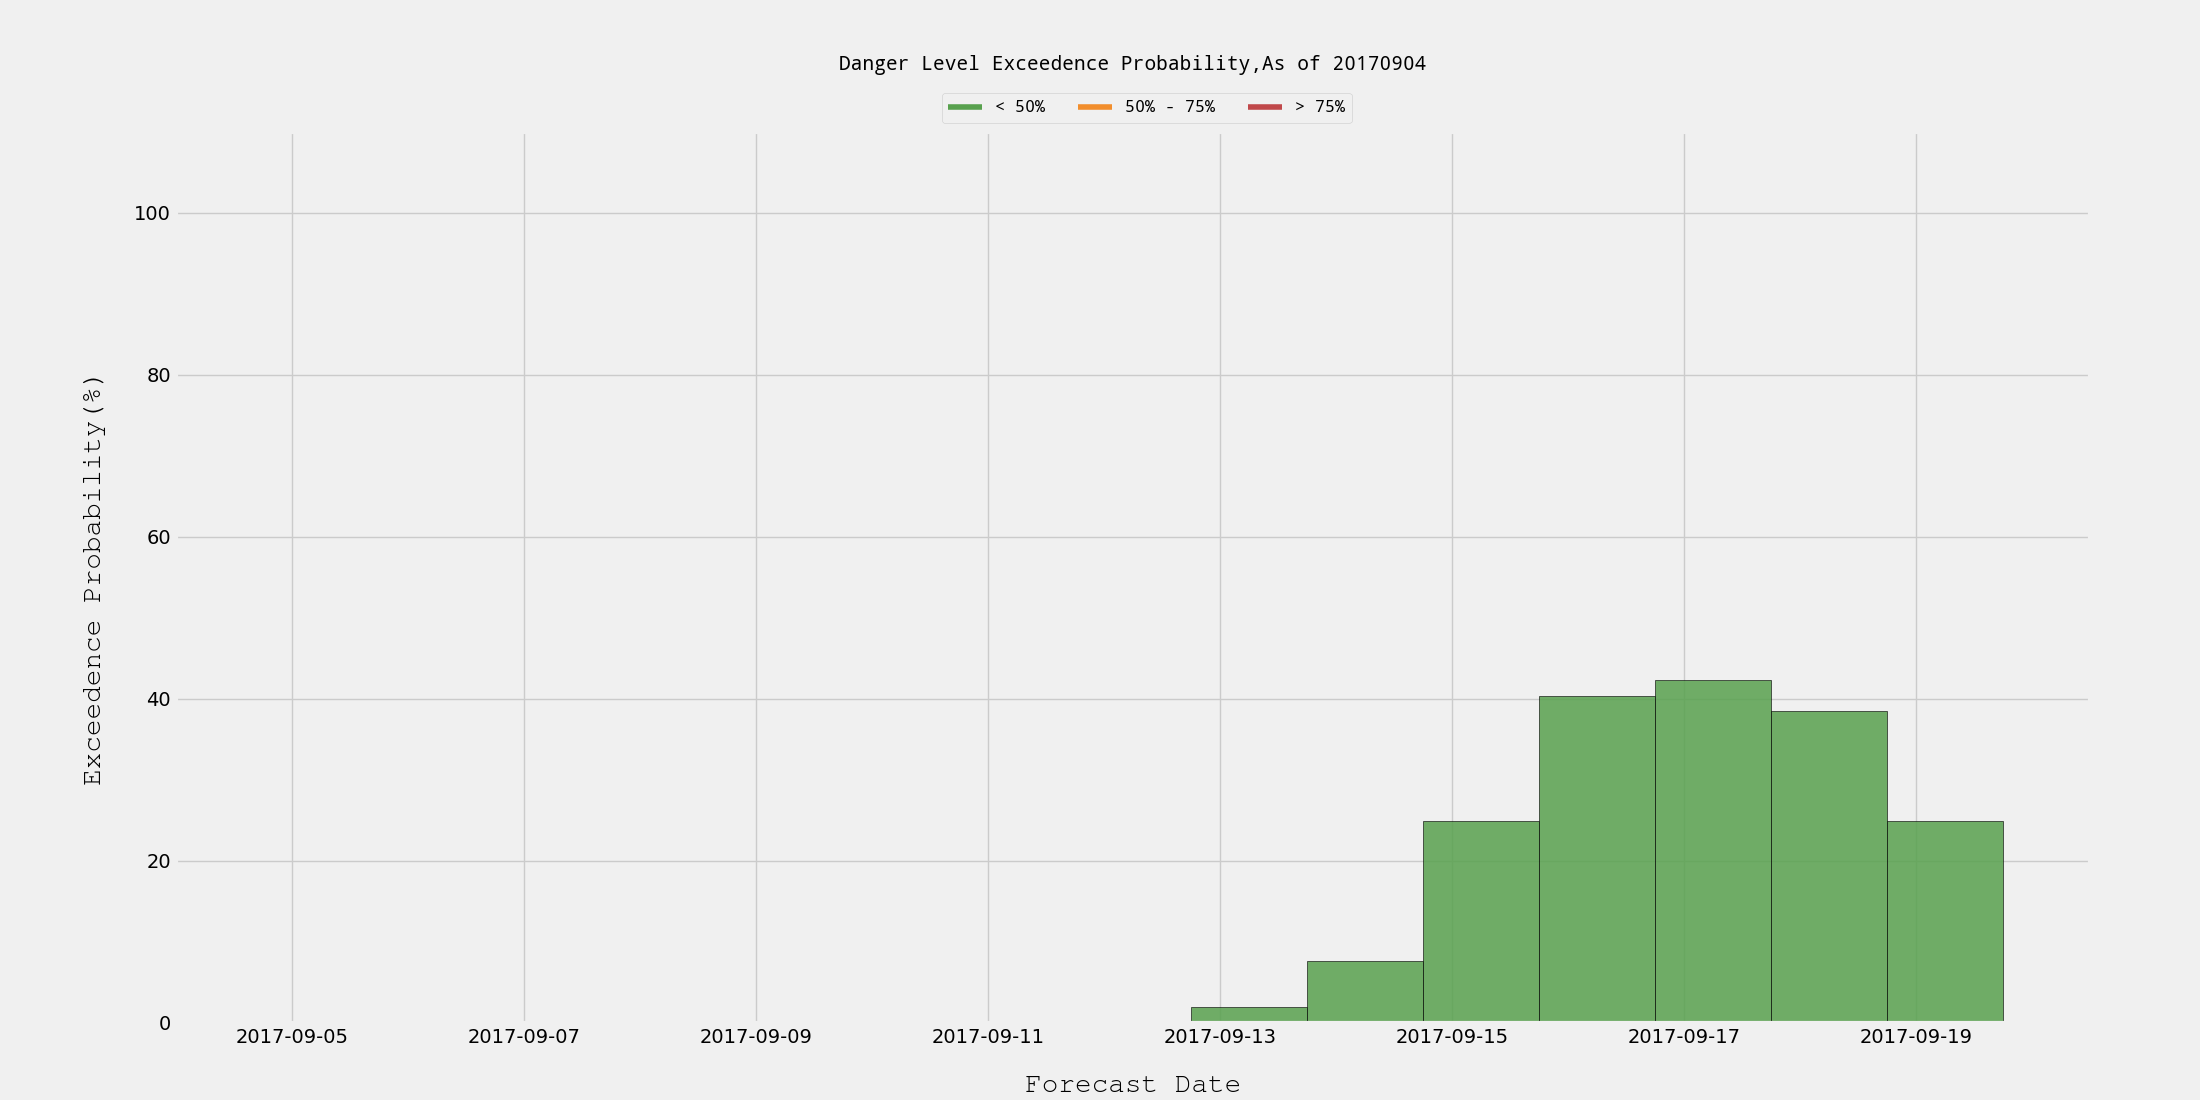 Danger Level Exceedence Probability,As of 20170904
< 50% 50% - 75% > 75%
Exceedence Probability(%)
100
80
60
40
20
0
2017-09-05 2017-09-07 2017-09-09 2017-09-11 2017-09-13 2017-09-15 2017-09-17 2017-09-19
Forecast Date